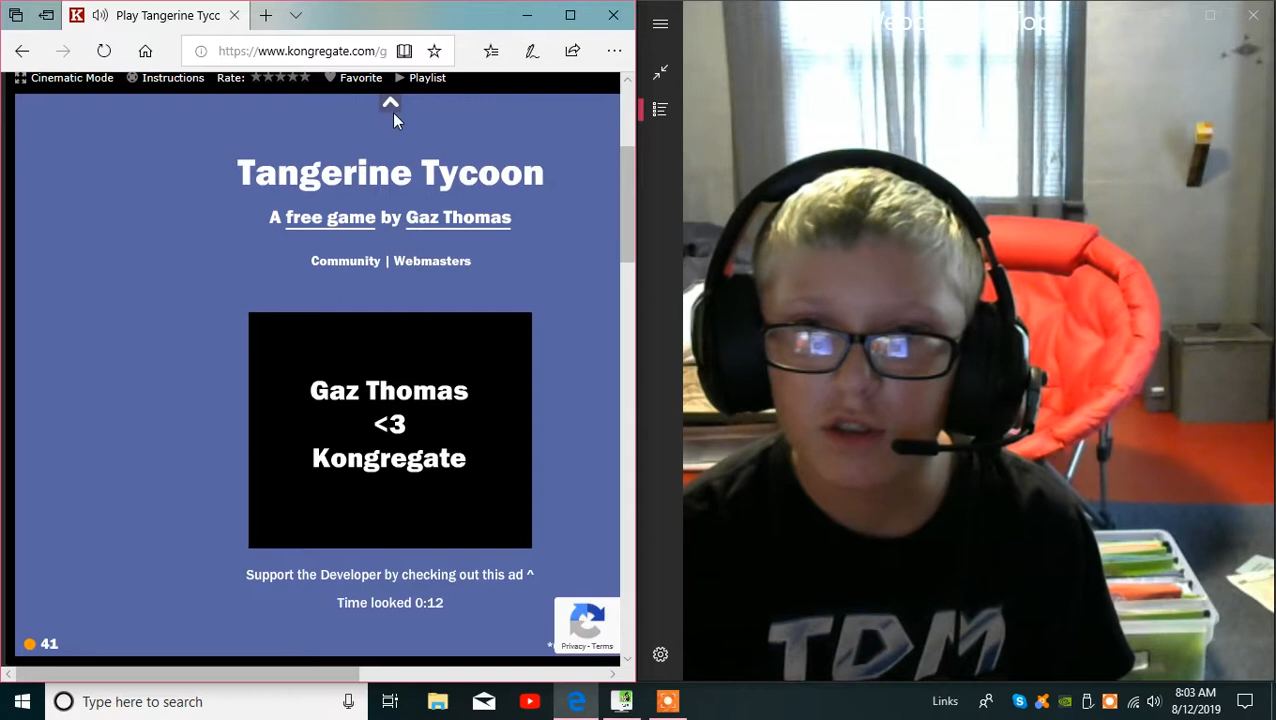 Play Tangerine Tycc
https://www.kongregate.com/g
Cinematic Mode Instructions Rate: Favorite Playlist
Tangerine Tycoon
A free game by Gaz Thomas
Community | Webmasters
Gaz Thomas
<3
Kongregate
Support the Developer by checking out this ad ^
Time looked 0:12
Privacy - Terms
41
TDM
Type here to search
Links
8:03 AM
8/12/2019